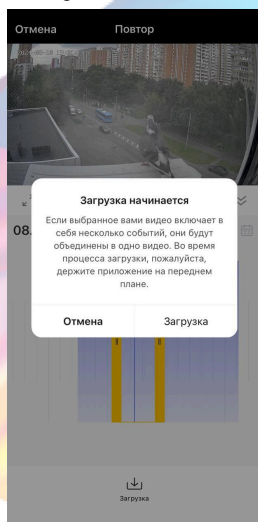 Отмена Повтор
Загрузка начинается
Если выбранное вами видео включает в
себя несколько событий, они будут
объединены в одно видео. Во время
процесса загрузки, пожалуйста,
держите приложение на переднем
плане.
08.
Отмена Загрузка
Загрузка